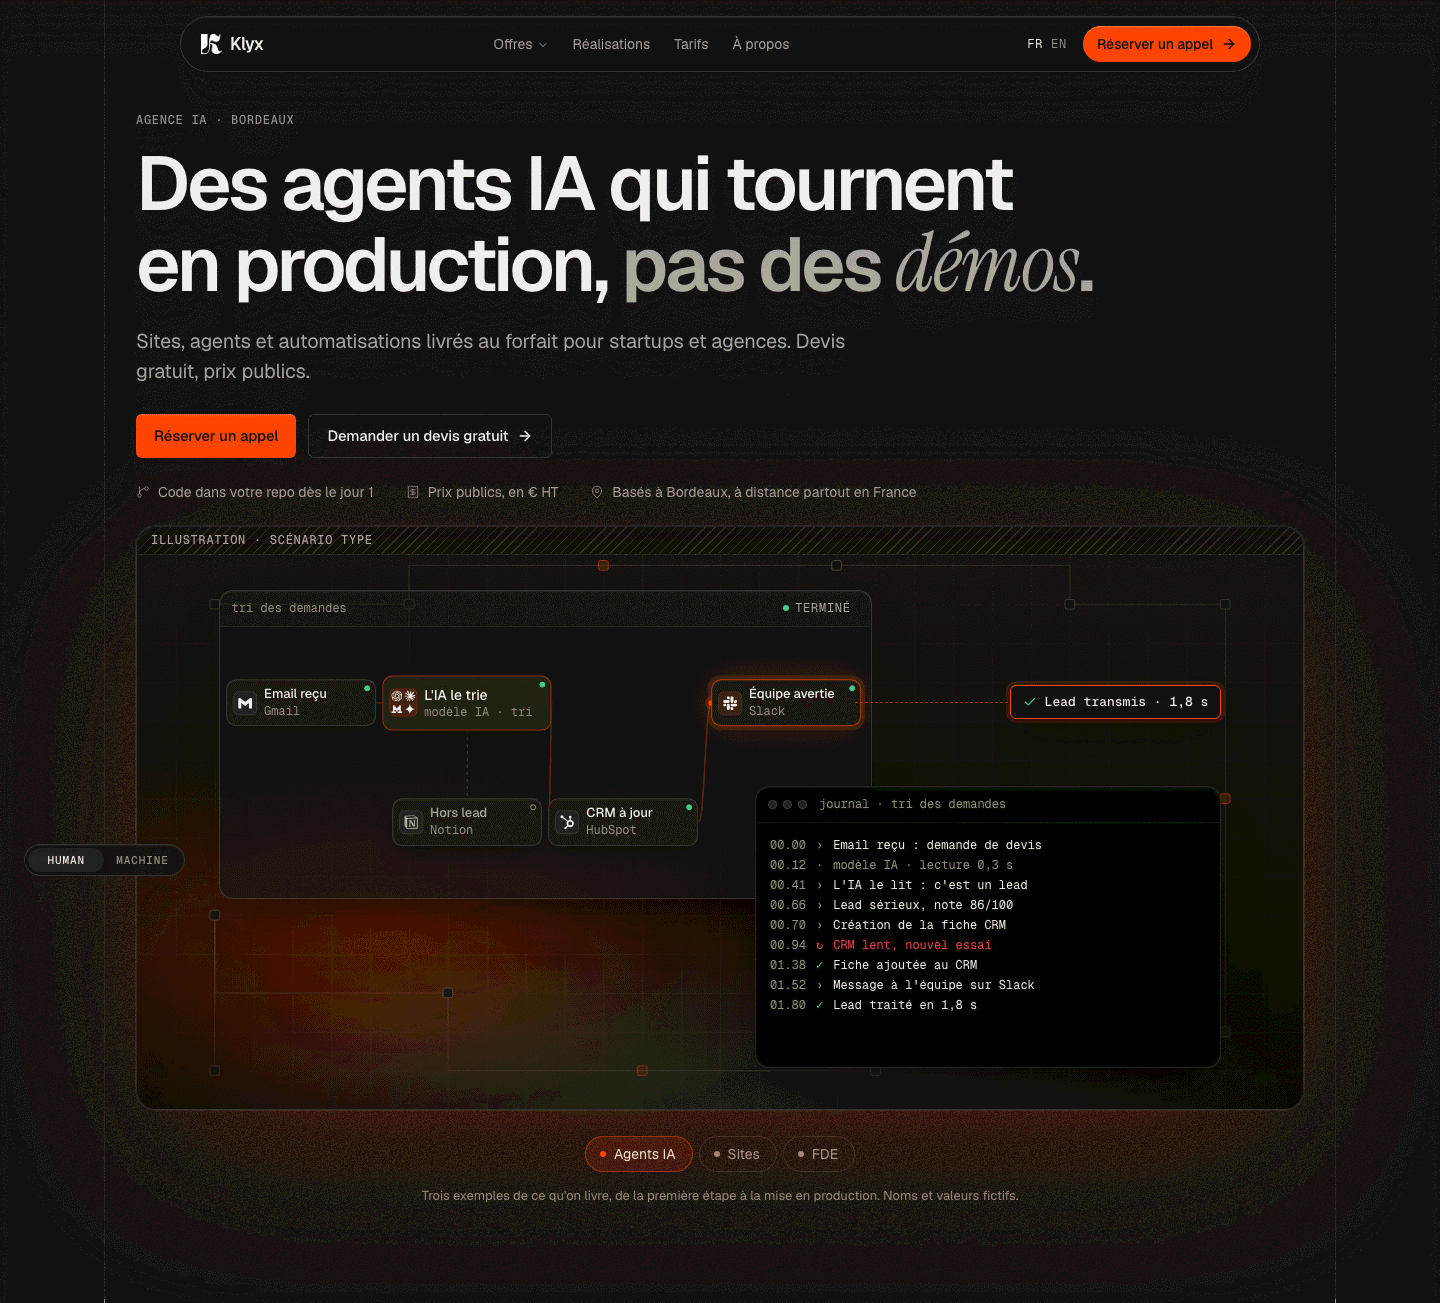 Klyx
Offres
Réalisations
Tarifs
À propos
FR EN
Réserver un appel
AGENCE IA · BORDEAUX
Des agents IA qui tournent
en production, pas des démos.
Sites, agents et automatisations livrés au forfait pour startups et agences. Devis
gratuit, prix publics.
Réserver un appel
Demander un devis gratuit
Code dans votre repo dès le jour 1
Prix publics, en € HT
Basés à Bordeaux, à distance partout en France
ILLUSTRATION · SCÉNARIO TYPE
tri des demandes
TERMINÉ
Email reçu
Gmail
L'IA le trie
modèle IA · tri
Équipe avertie
Slack
Lead transmis · 1,8 s
Hors lead
Notion
CRM à jour
HubSpot
HUMAN
MACHINE
journal · tri des demandes
00.00 › Email reçu : demande de devis
00.12 · modèle IA · lecture 0,3 s
00.41 › L'IA le lit : c'est un lead
00.66 › Lead sérieux, note 86/100
00.70 › Création de la fiche CRM
00.94 ↻ CRM lent, nouvel essai
01.38 ✓ Fiche ajoutée au CRM
01.52 › Message à l'équipe sur Slack
01.80 ✓ Lead traité en 1,8 s
Agents IA
Sites
FDE
Trois exemples de ce qu'on livre, de la première étape à la mise en production. Noms et valeurs fictifs.